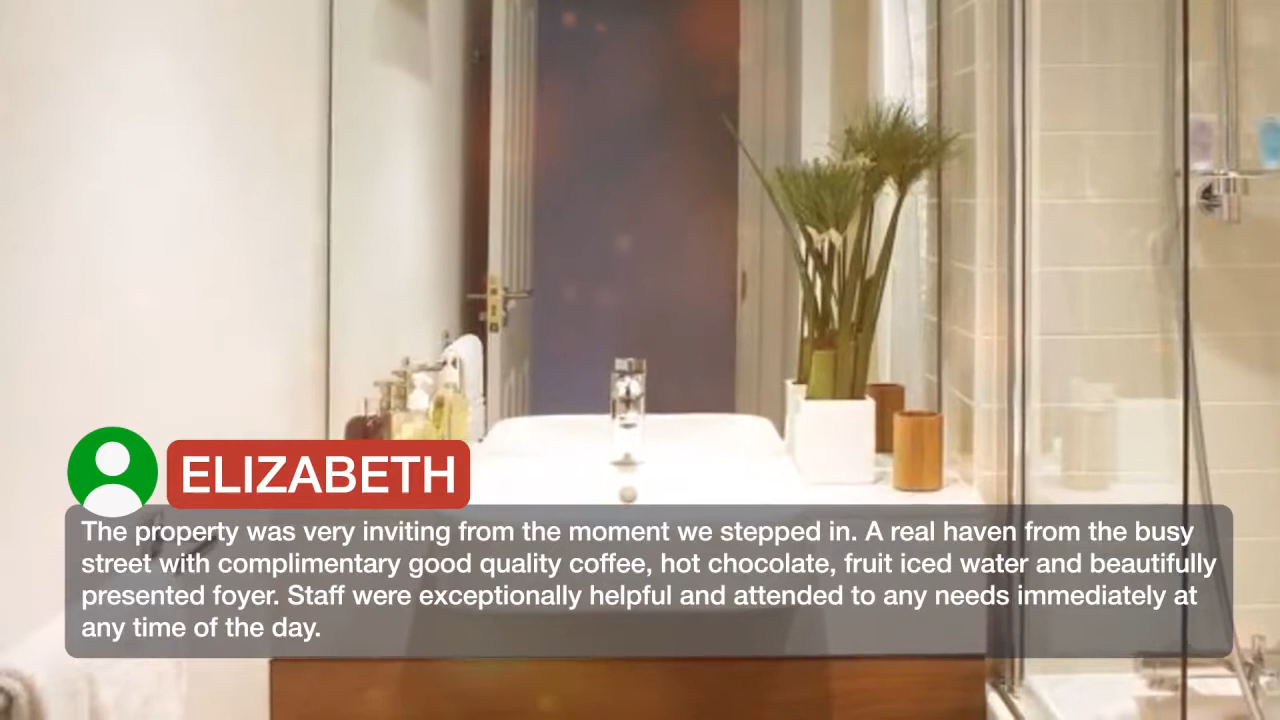 ELIZABETH
The property was very inviting from the moment we stepped in. A real haven from the busy
street with complimentary good quality coffee, hot chocolate, fruit iced water and beautifully
presented foyer. Staff were exceptionally helpful and attended to any needs immediately at
any time of the day.